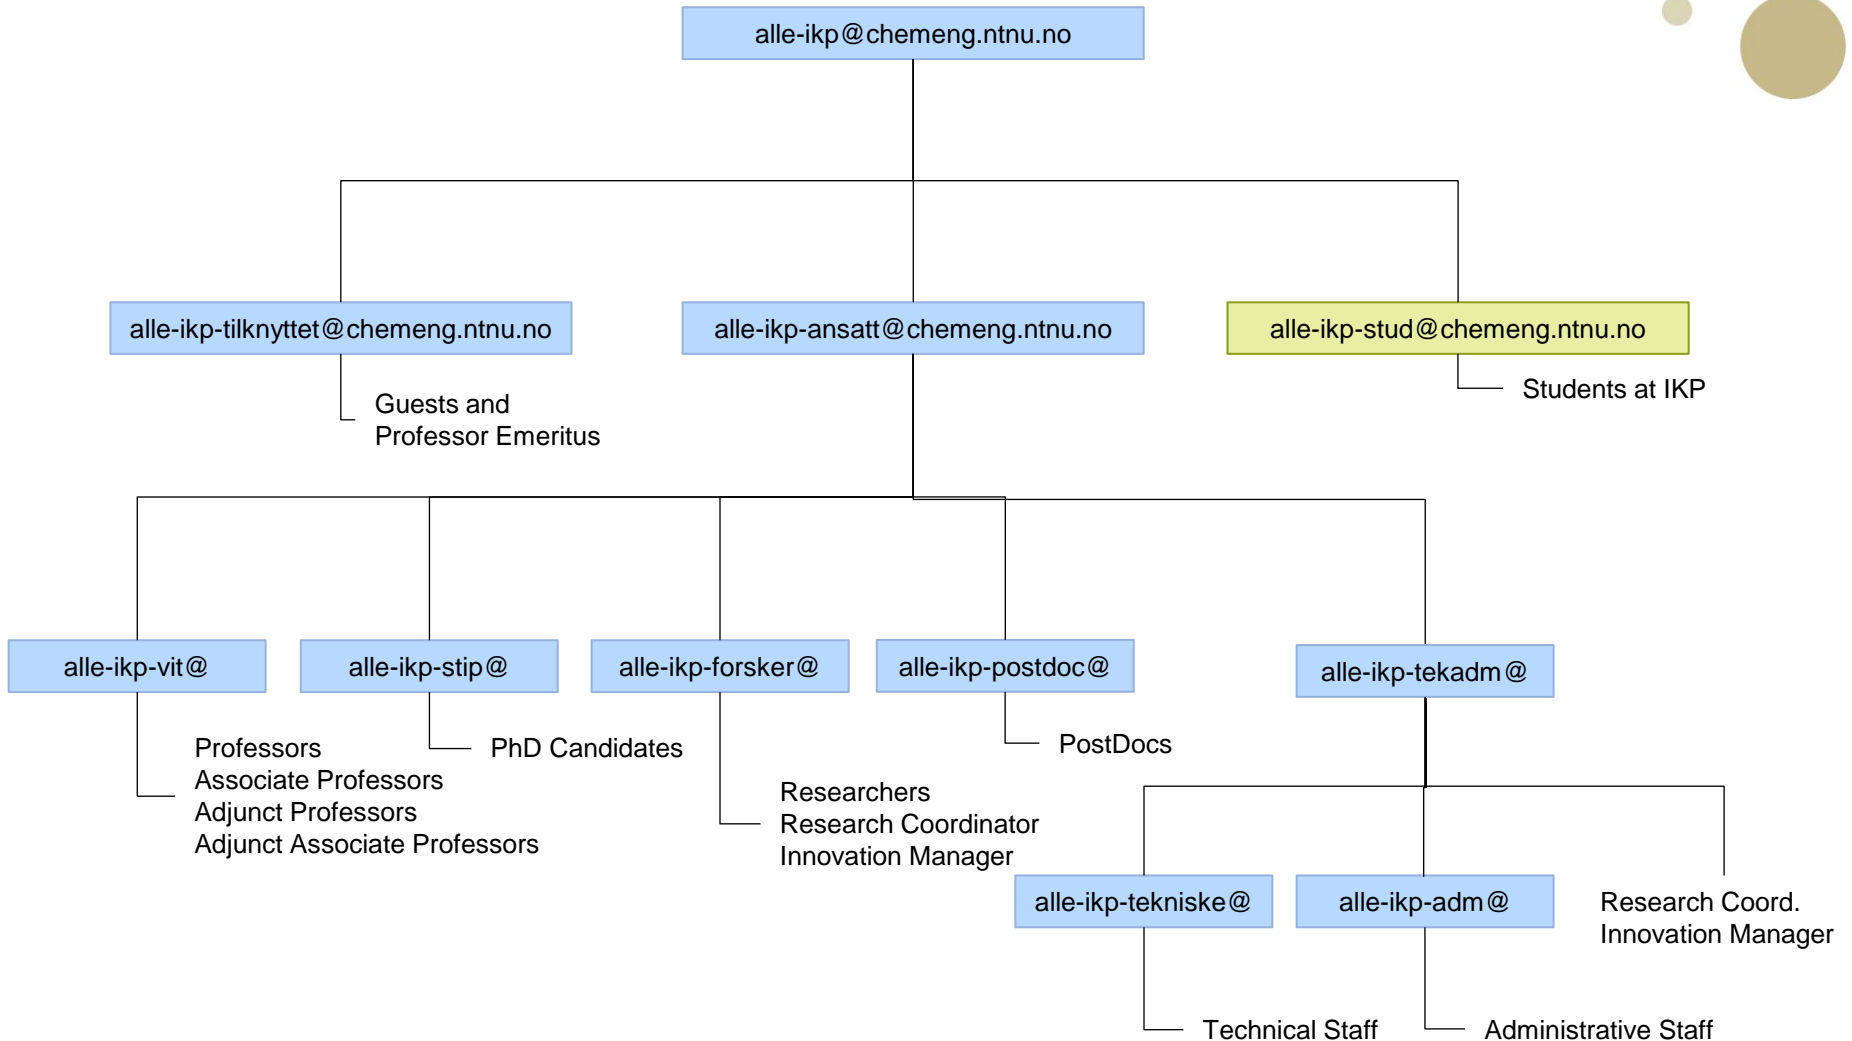 alle-ikp@chemeng.ntnu.no
alle-ikp-tilknyttet@chemeng.ntnu.no
alle-ikp-ansatt@chemeng.ntnu.no
alle-ikp-stud@chemeng.ntnu.no
Guests and
Professor Emeritus
Students at IKP
alle-ikp-vit@
alle-ikp-stip@
alle-ikp-forsker@
alle-ikp-postdoc@
alle-ikp-tekadm@
Professors
Associate Professors
Adjunct Professors
Adjunct Associate Professors
PhD Candidates
Researchers
Research Coordinator
Innovation Manager
PostDocs
alle-ikp-tekniske@
alle-ikp-adm@
Research Coord.
Innovation Manager
Technical Staff
Administrative Staff